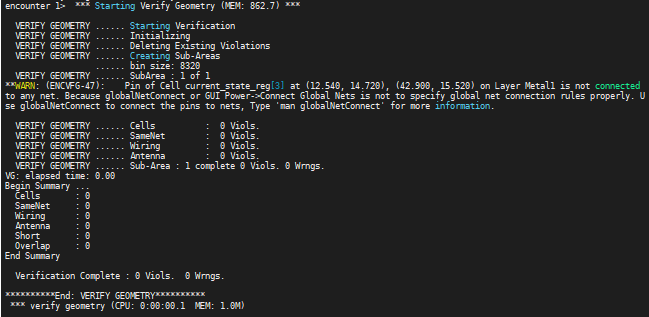 encounter 1>  *** Starting Verify Geometry (MEM: 862.7) ***
VERIFY GEOMETRY ...... Starting Verification
VERIFY GEOMETRY ...... Initializing
VERIFY GEOMETRY ...... Deleting Existing Violations
VERIFY GEOMETRY ...... Creating Sub-Areas
...... bin size: 8320
VERIFY GEOMETRY ...... SubArea : 1 of 1
**WARN: (ENCVFG-47):    Pin of Cell current_state_reg[3] at (12.540, 14.720), (42.900, 15.520) on Layer Metal1 is not connected
to any net. Because globalNetConnect or GUI Power->Connect Global Nets is not to specify global net connection rules properly. U
se globalNetConnect to connect the pins to nets, Type 'man globalNetConnect' for more information.
VERIFY GEOMETRY ...... Cells          :  0 Viols.
VERIFY GEOMETRY ...... SameNet        :  0 Viols.
VERIFY GEOMETRY ...... Wiring         :  0 Viols.
VERIFY GEOMETRY ...... Antenna        :  0 Viols.
VERIFY GEOMETRY ...... Sub-Area : 1 complete 0 Viols. 0 Wrngs.
VG: elapsed time: 0.00
Begin Summary ...
Cells       : 0
SameNet     : 0
Wiring      : 0
Antenna     : 0
Short       : 0
Overlap     : 0
End Summary
Verification Complete : 0 Viols.  0 Wrngs.
**********End: VERIFY GEOMETRY**********
*** verify geometry (CPU: 0:00:00.1  MEM: 1.0M)